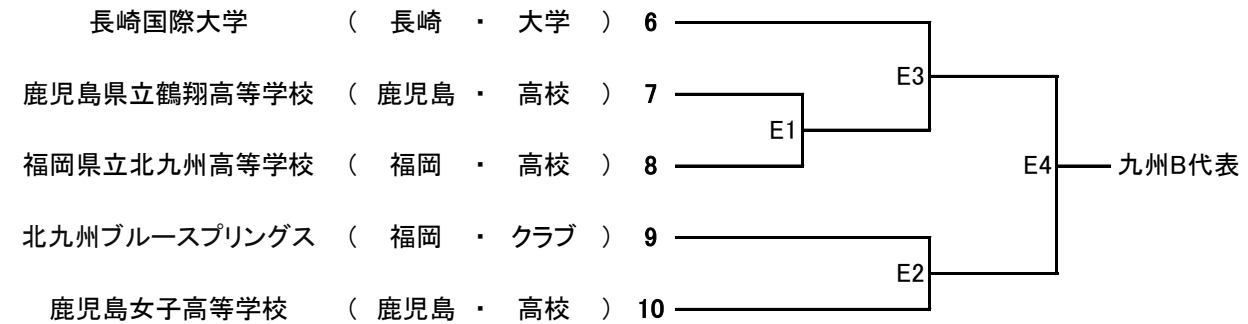 長崎国際大学 （ 長崎 ・ 大学 ） 6
E3
鹿児島県立鶴翔高等学校 （ 鹿児島 ・ 高校 ） 7
E1
福岡県立北九州高等学校 （ 福岡 ・ 高校 ） 8
E4 九州B代表
北九州ブルースプリングス （ 福岡 ・ クラブ ） 9
E2
鹿児島女子高等学校 （ 鹿児島 ・ 高校 ） 10